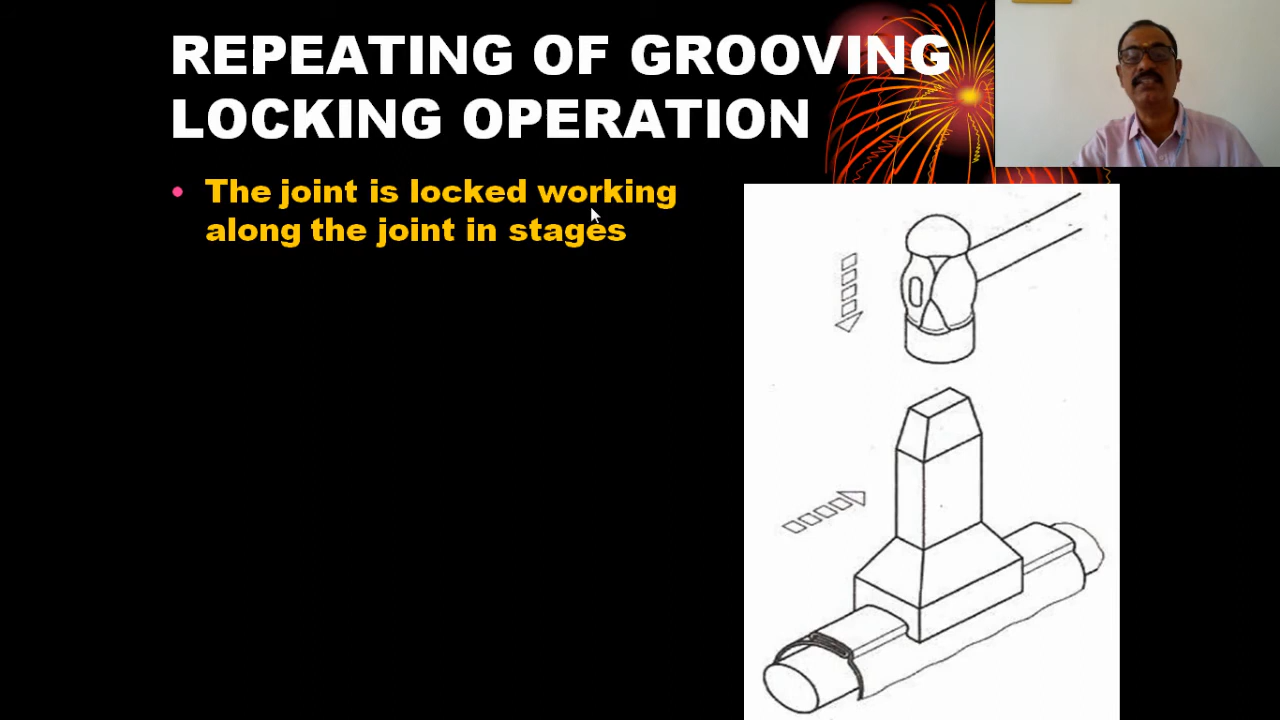 REPEATING OF GROOVING
LOCKING OPERATION
• The joint is locked working
along the joint in stages